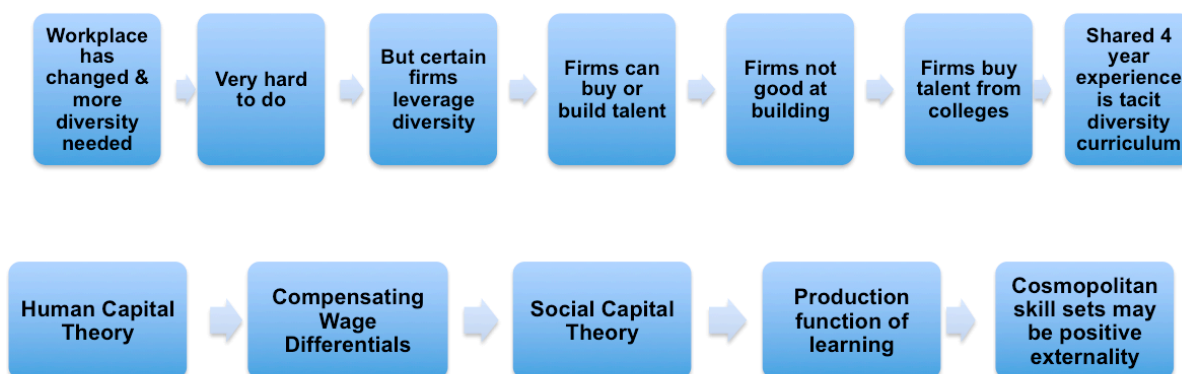 Workplace
has
changed &
more
diversity
needed
Very hard
to do
But certain
firms
leverage
diversity
Firms can
buy or
build talent
Firms not
good at
building
Firms buy
talent from
colleges
Shared 4
year
experience
is tacit
diversity
curriculum
Human Capital
Theory
Compensating
Wage
Differentials
Social Capital
Theory
Production
function of
learning
Cosmopolitan
skill sets may
be positive
externality